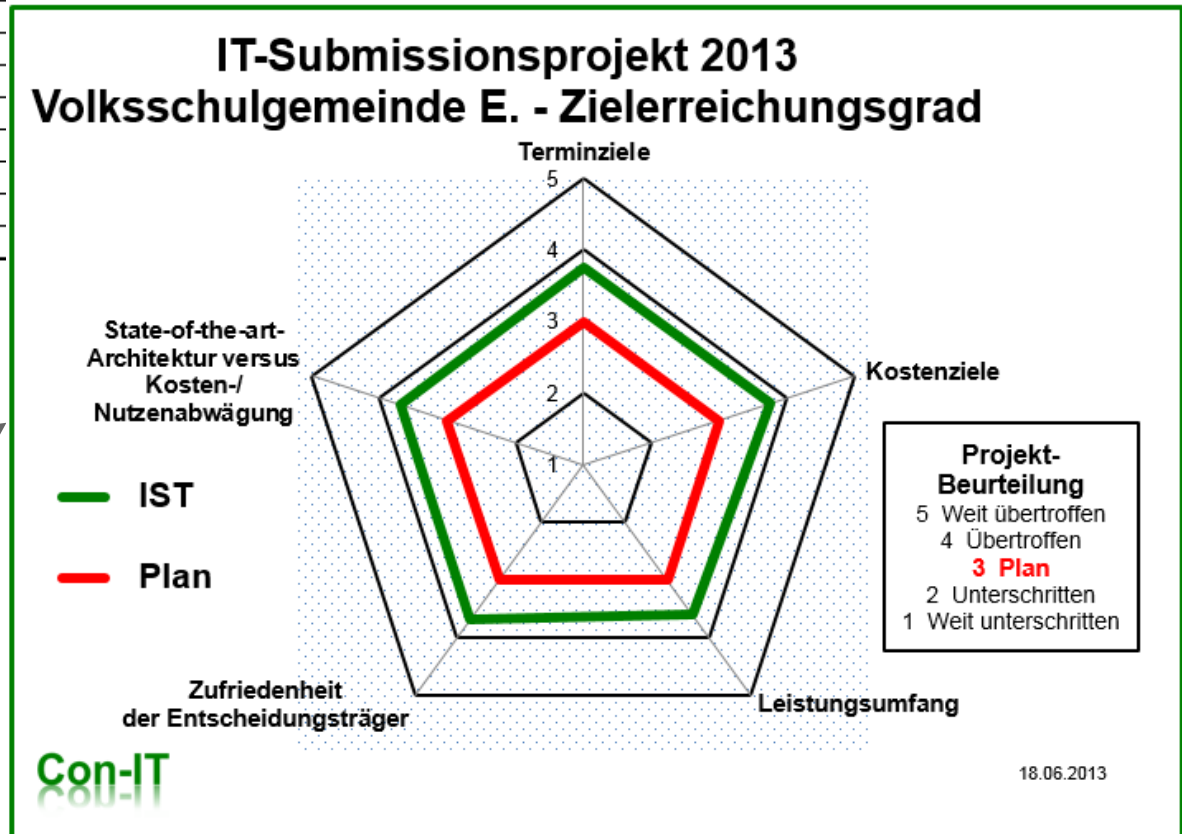 IT-Submissionsprojekt 2013
Volksschulgemeinde E. - Zielerreichungsgrad
Terminziele
5
4
3
2
1
State-of-the-art-
Architektur versus
Kosten-/
Nutzenabwägung
Kostenziele
IST
Plan
Projekt-
Beurteilung
5 Weit übertroffen
4 Übertroffen
3 Plan
2 Unterschritten
1 Weit unterschritten
Zufriedenheit
der Entscheidungsträger
Leistungsumfang
Con-IT
18.06.2013